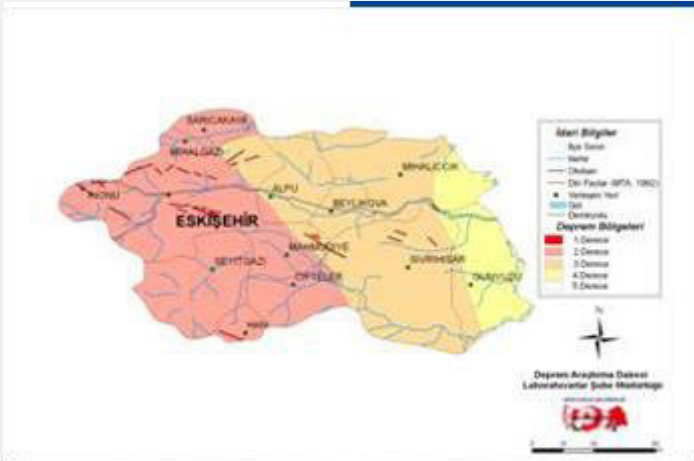 SARICAKAYA
MİHALGAZİ
MİHALIÇÇIK
İNÖNÜ
ALPU
BEYLİKOVA
ESKİŞEHİR
MAHMUDİYE
SEYİTGAZİ
SİVRİHİSAR
ÇİFTELER
GÜNYÜZÜ
HAN
İdari Bilgiler
İlçe Sınırı
Nehir
Otoban
Diri Faylar (MTA, 1992)
Yerleşim Yeri
Göl
Demiryolu
Deprem Bölgeleri
1.Derece
2.Derece
3.Derece
4.Derece
5.Derece
N
Deprem Araştırma Dairesi
Laboratuvarlar Şube Müdürlüğü